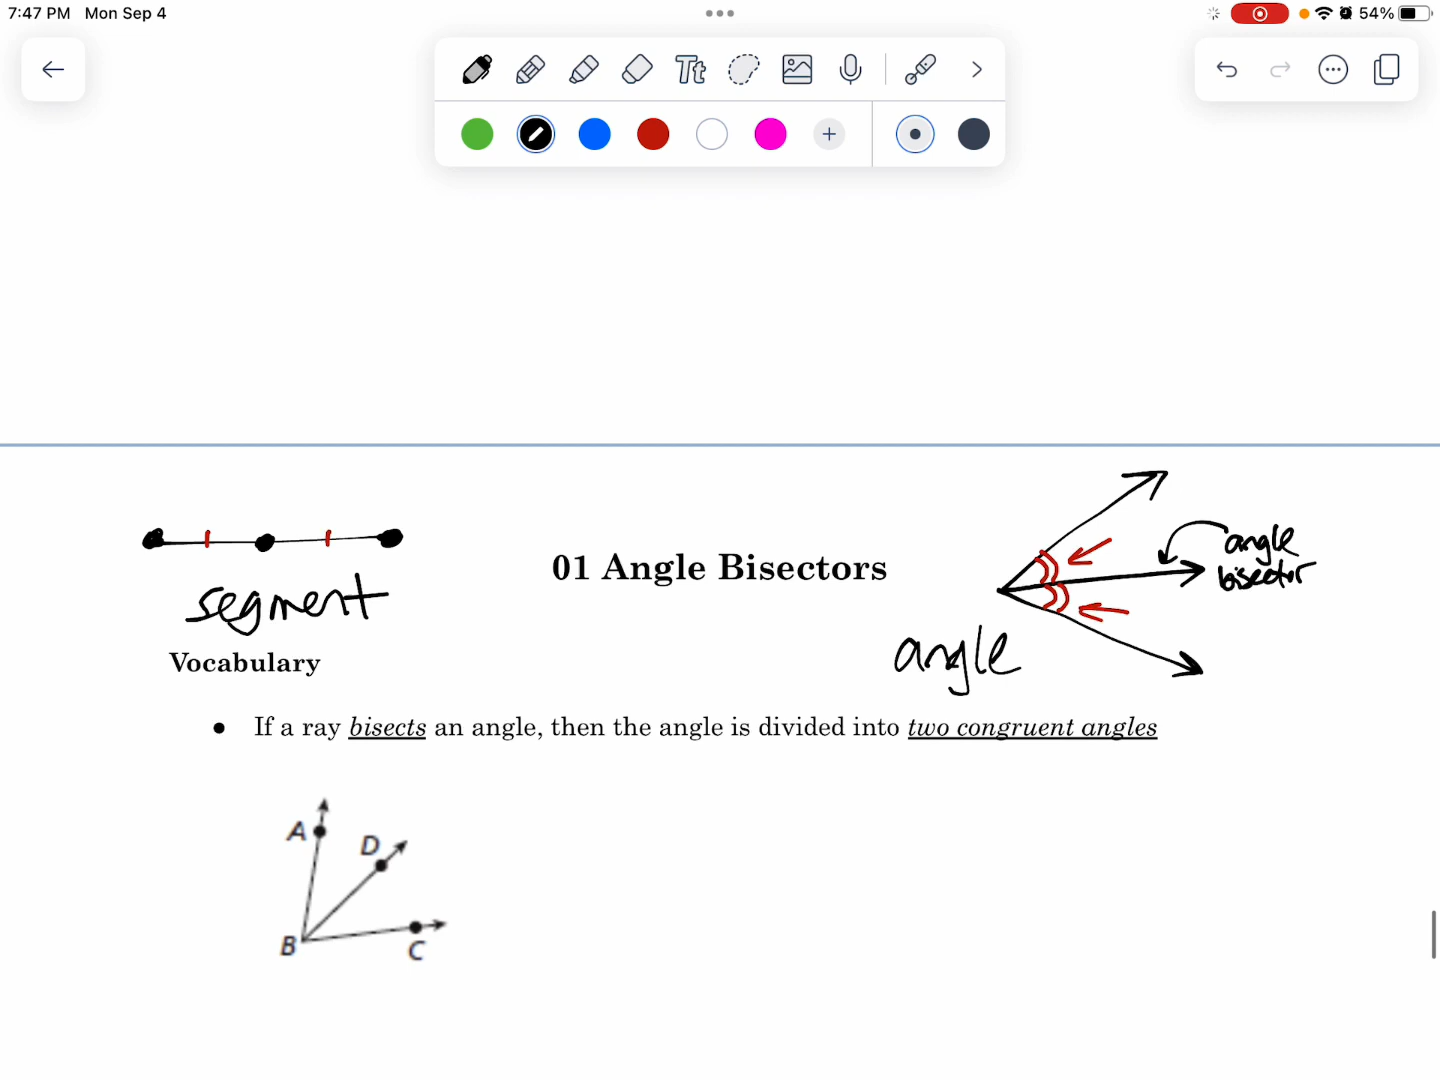 7:47 PM Mon Sep 4
54%
Tt
segment
01 Angle Bisectors
angle
bisector
angle
Vocabulary
• If a ray bisects an angle, then the angle is divided into two congruent angles
A
D
B
C